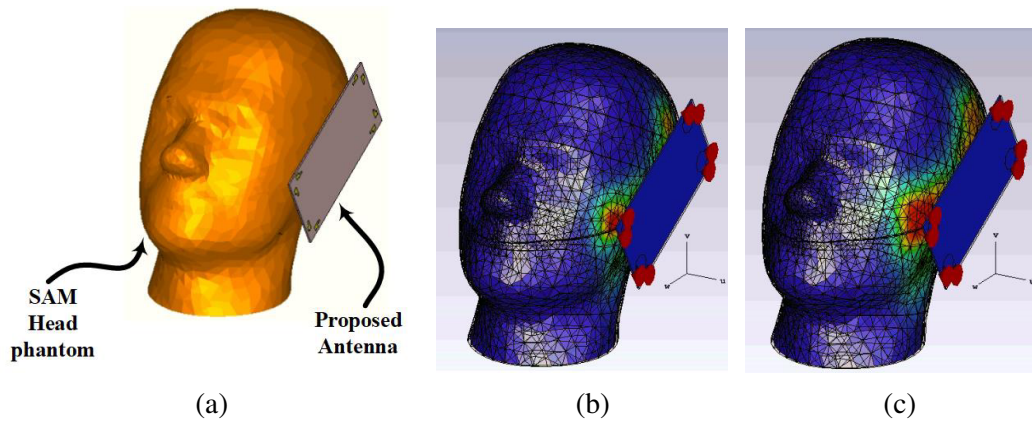 SAM
Head
phantom
Proposed
Antenna
v
w
u
v
w
u
(a)
(b)
(c)